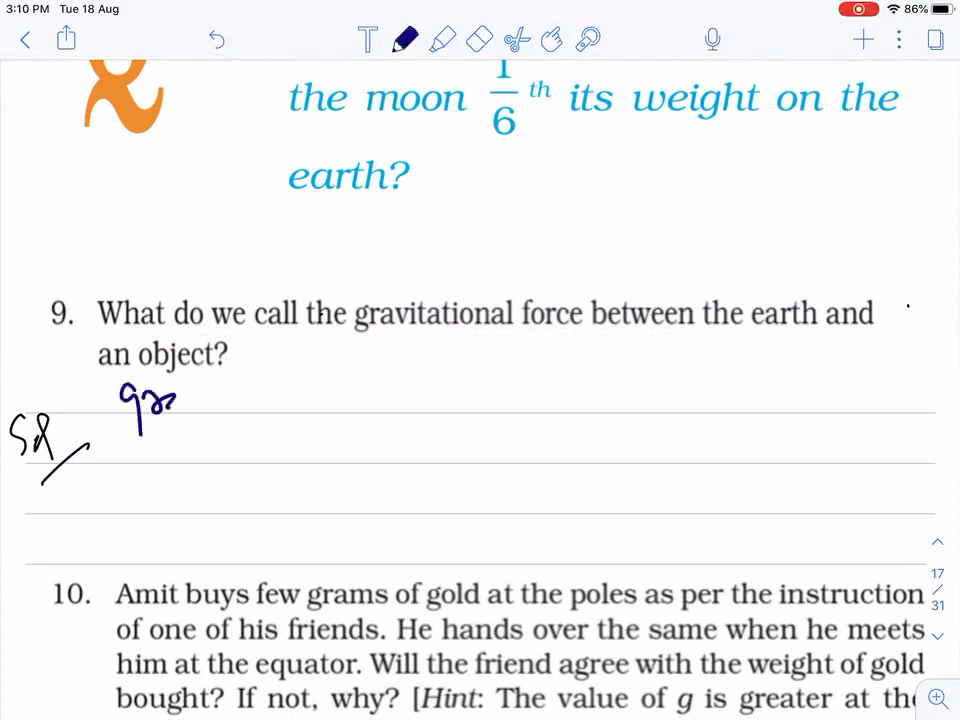 3:10 PM Tue 18 Aug
86%
T
the moon 1/6 th its weight on the
earth?
9. What do we call the gravitational force between the earth and
an object?
Sol
17
/
31
10. Amit buys few grams of gold at the poles as per the instruction
of one of his friends. He hands over the same when he meets
him at the equator. Will the friend agree with the weight of gold
bought? If not, why? [Hint: The value of g is greater at the